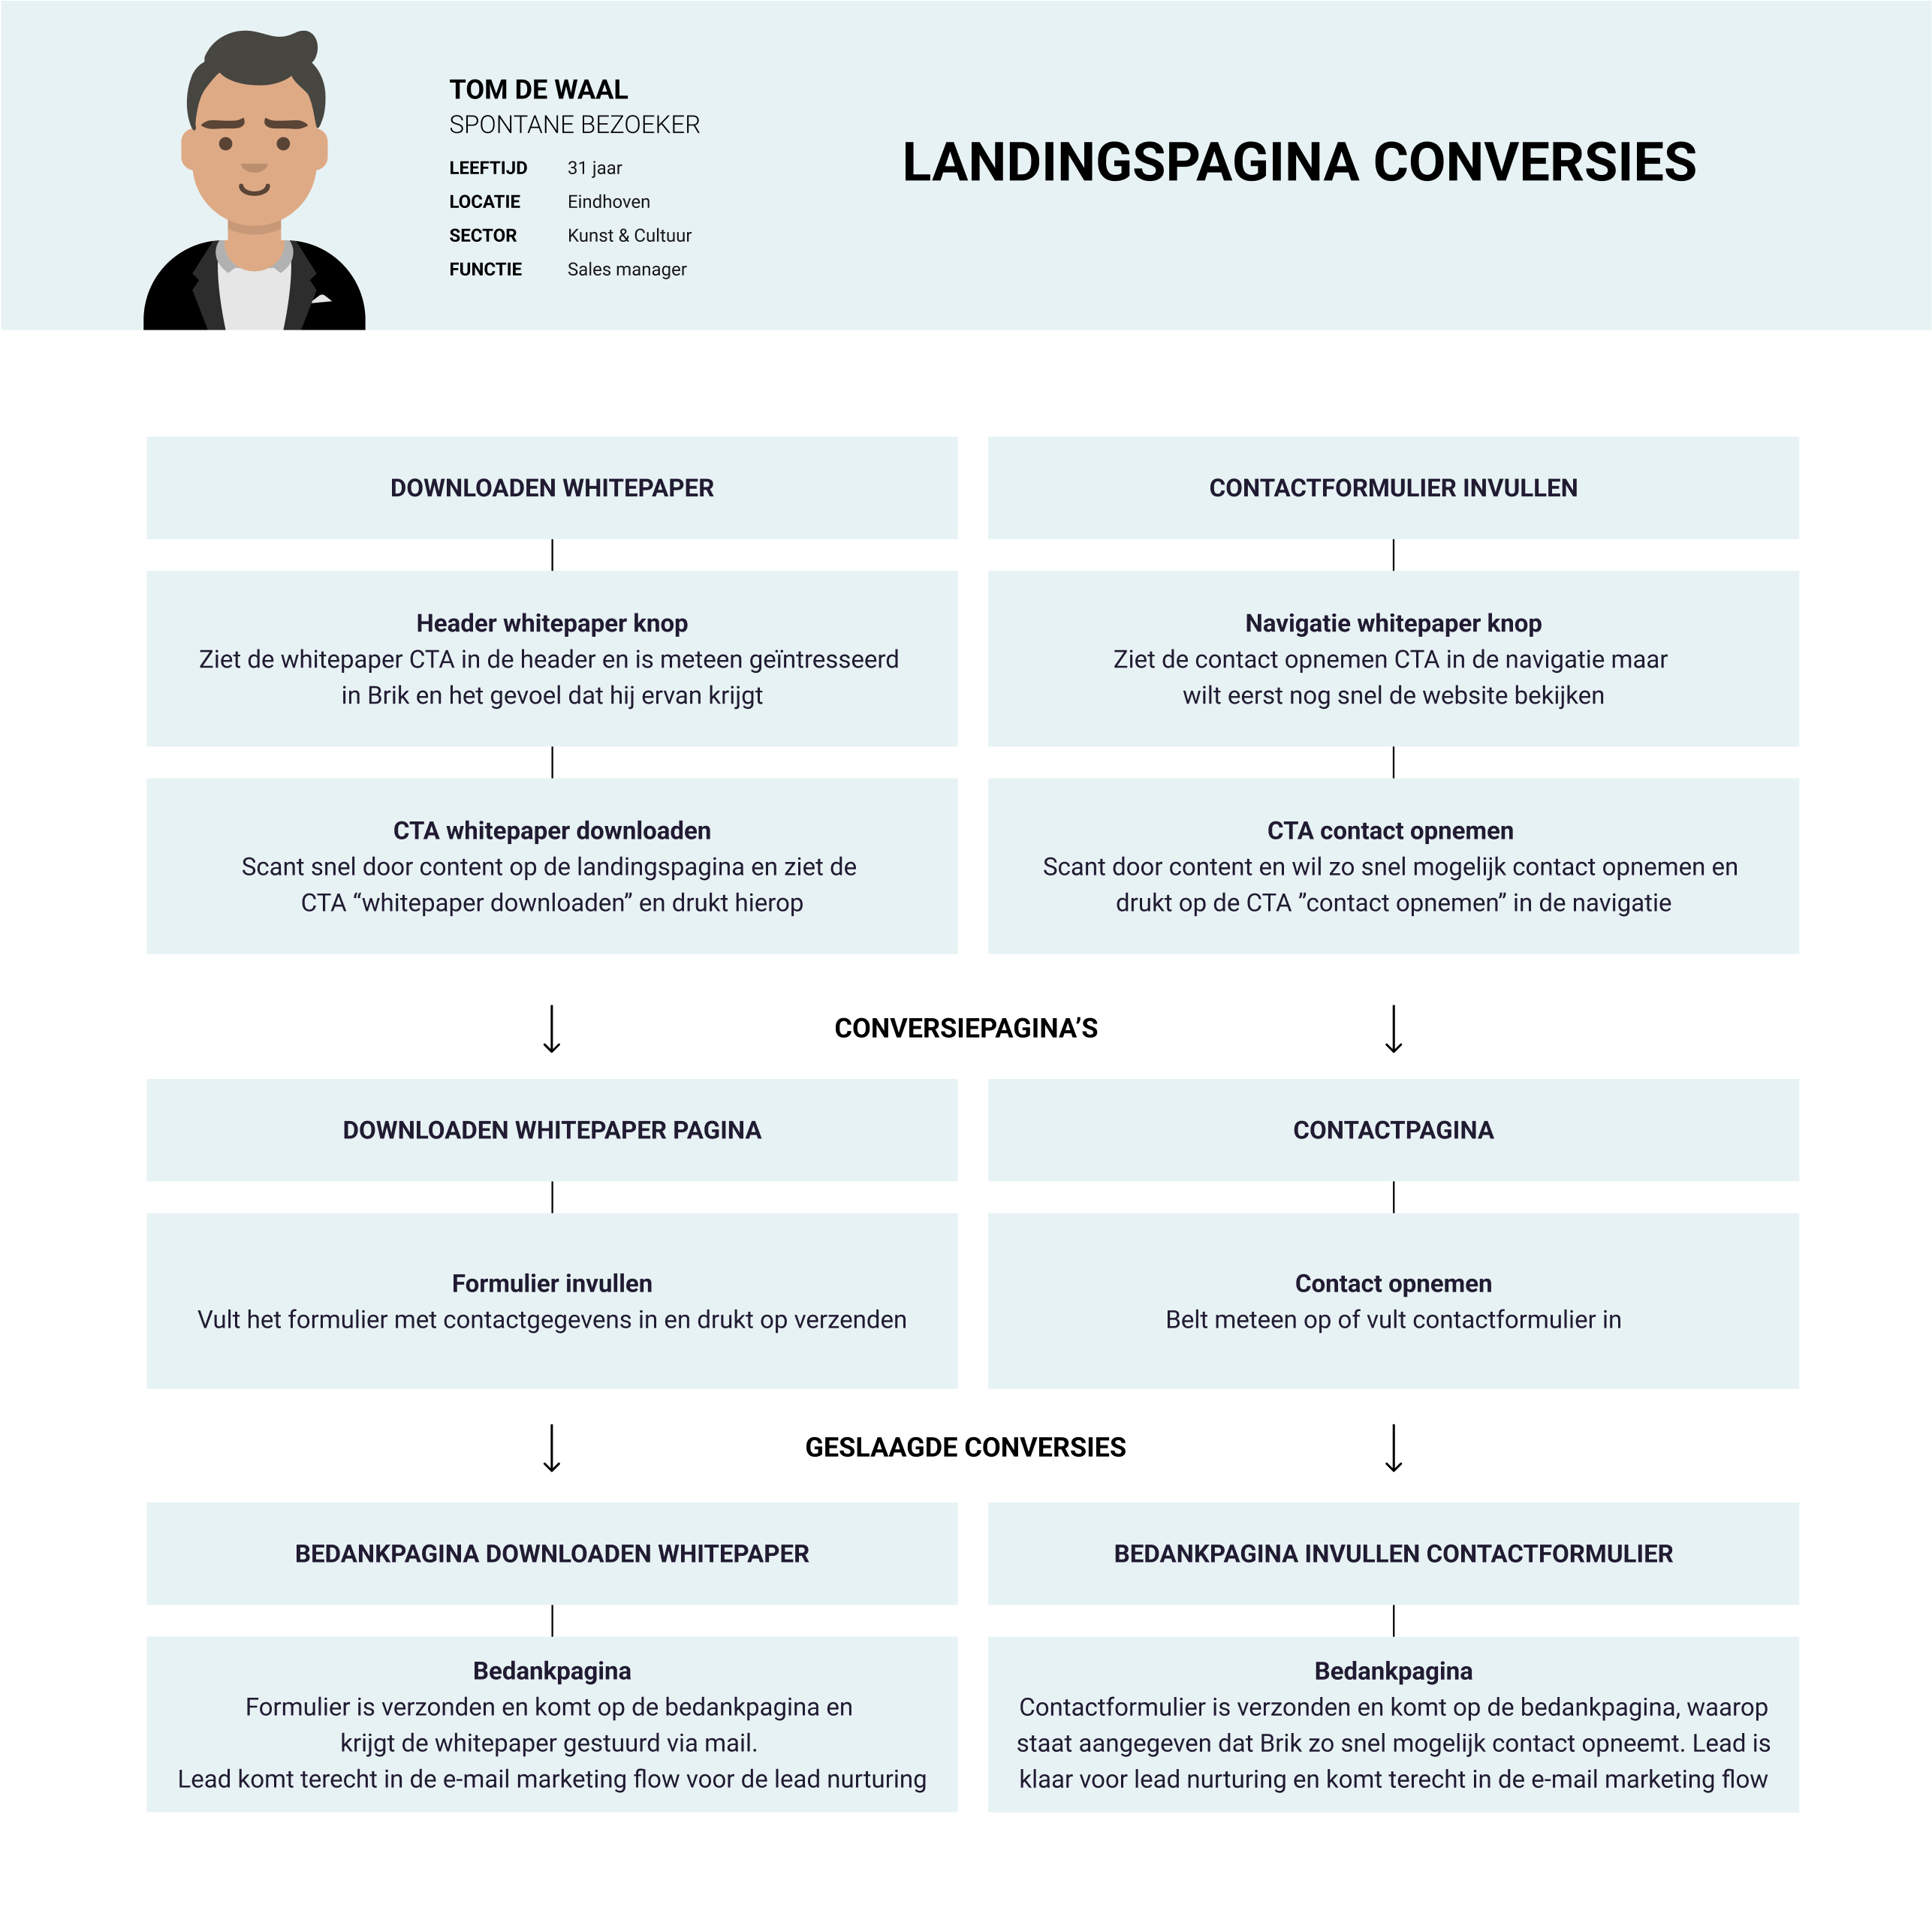 TOM DE WAAL
SPONTANE BEZOEKER
LEEFTIJD 31 jaar
LOCATIE Eindhoven
SECTOR Kunst & Cultuur
FUNCTIE Sales manager
LANDINGSPAGINA CONVERSIES
DOWNLOADEN WHITEPAPER
Header whitepaper knop
Ziet de whitepaper CTA in de header en is meteen geïntresseerd
in Brik en het gevoel dat hij ervan krijgt
CTA whitepaper downloaden
Scant snel door content op de landingspagina en ziet de
CTA “whitepaper downloaden” en drukt hierop
CONTACTFORMULIER INVULLEN
Navigatie whitepaper knop
Ziet de contact opnemen CTA in de navigatie maar
wilt eerst nog snel de website bekijken
CTA contact opnemen
Scant door content en wil zo snel mogelijk contact opnemen en
drukt op de CTA ”contact opnemen” in de navigatie
CONVERSIEPAGINA’S
DOWNLOADEN WHITEPAPER PAGINA
Formulier invullen
Vult het formulier met contactgegevens in en drukt op verzenden
CONTACTPAGINA
Contact opnemen
Belt meteen op of vult contactformulier in
GESLAAGDE CONVERSIES
BEDANKPAGINA DOWNLOADEN WHITEPAPER
Bedankpagina
Formulier is verzonden en komt op de bedankpagina en
krijgt de whitepaper gestuurd via mail.
Lead komt terecht in de e-mail marketing flow voor de lead nurturing
BEDANKPAGINA INVULLEN CONTACTFORMULIER
Bedankpagina
Contactformulier is verzonden en komt op de bedankpagina, waarop
staat aangegeven dat Brik zo snel mogelijk contact opneemt. Lead is
klaar voor lead nurturing en komt terecht in de e-mail marketing flow